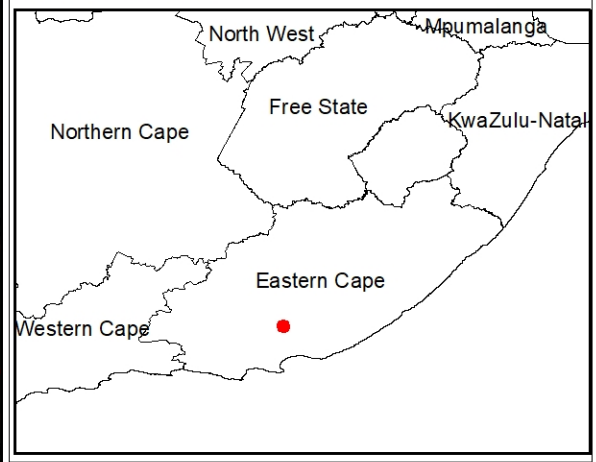 North West
Mpumalanga
Free State
KwaZulu-Natal
Northern Cape
Eastern Cape
Western Cape